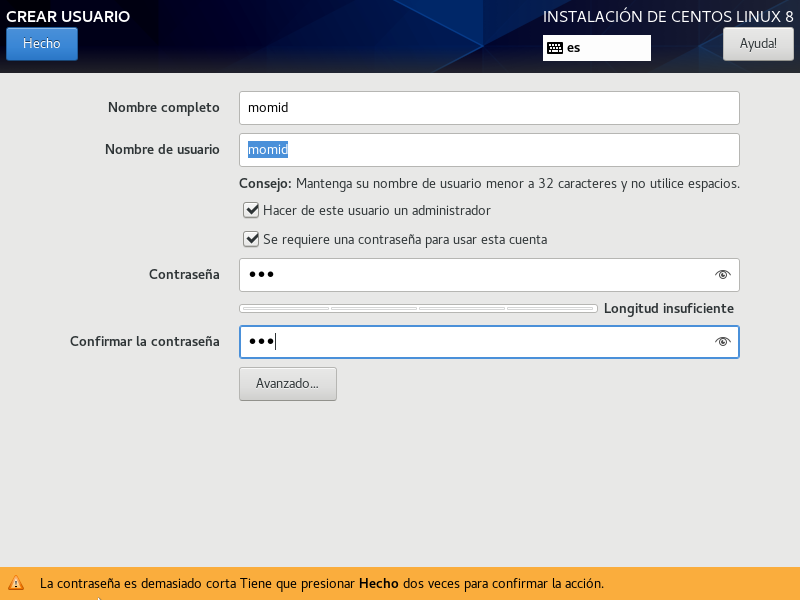 CREAR USUARIO
INSTALACIÓN DE CENTOS LINUX 8
Hecho
es
Ayuda!
Nombre completo
momid
Nombre de usuario
momid
Consejo: Mantenga su nombre de usuario menor a 32 caracteres y no utilice espacios.
Hacer de este usuario un administrador
Se requiere una contraseña para usar esta cuenta
Contraseña
●●●
Longitud insuficiente
Confirmar la contraseña
●●●
Avanzado...
La contraseña es demasiado corta Tiene que presionar Hecho dos veces para confirmar la acción.